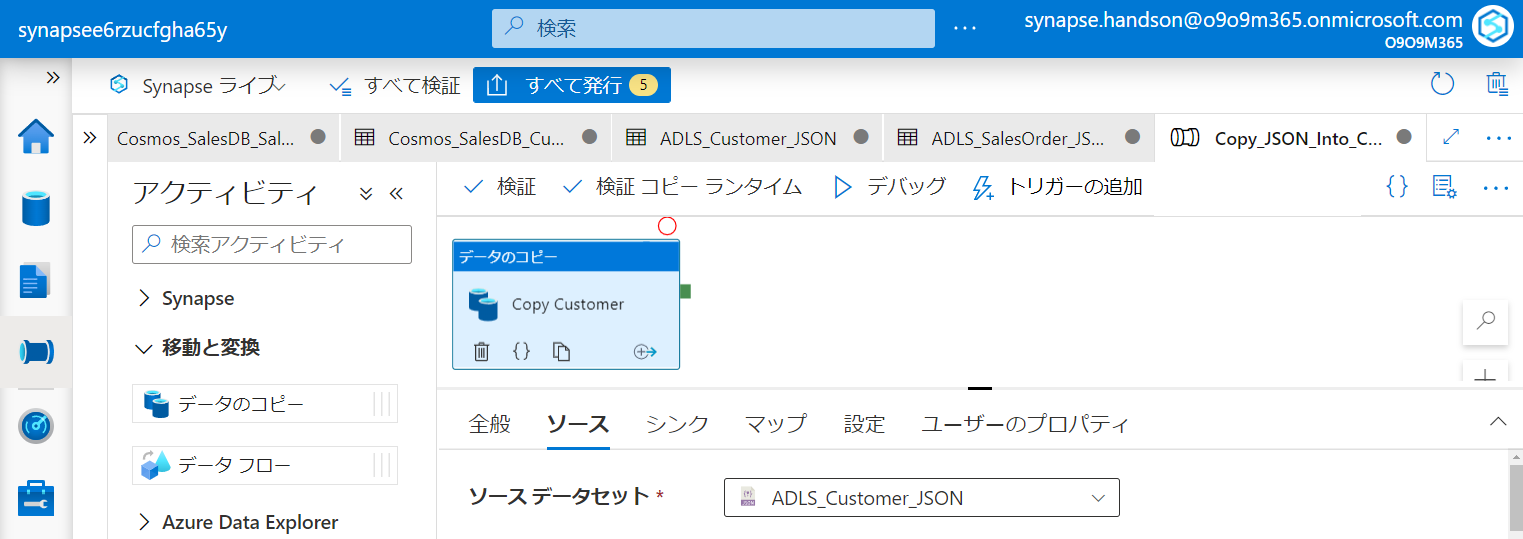 synapsee6rzucfgha65y
検索
synapse.handson@o9o9m365.onmicrosoft.com
O9O9M365
Synapse ライブ
すべて検証
すべて発行 5
Cosmos_SalesDB_Sal...
Cosmos_SalesDB_Cu...
ADLS_Customer_JSON
ADLS_SalesOrder_JS...
Copy_JSON_Into_C...
アクティビティ
検証
検証 コピー ランタイム
デバッグ
トリガーの追加
検索アクティビティ
Synapse
移動と変換
データのコピー
データ フロー
Azure Data Explorer
データのコピー
Copy Customer
全般
ソース
シンク
マップ
設定
ユーザーのプロパティ
ソース データセット *
ADLS_Customer_JSON